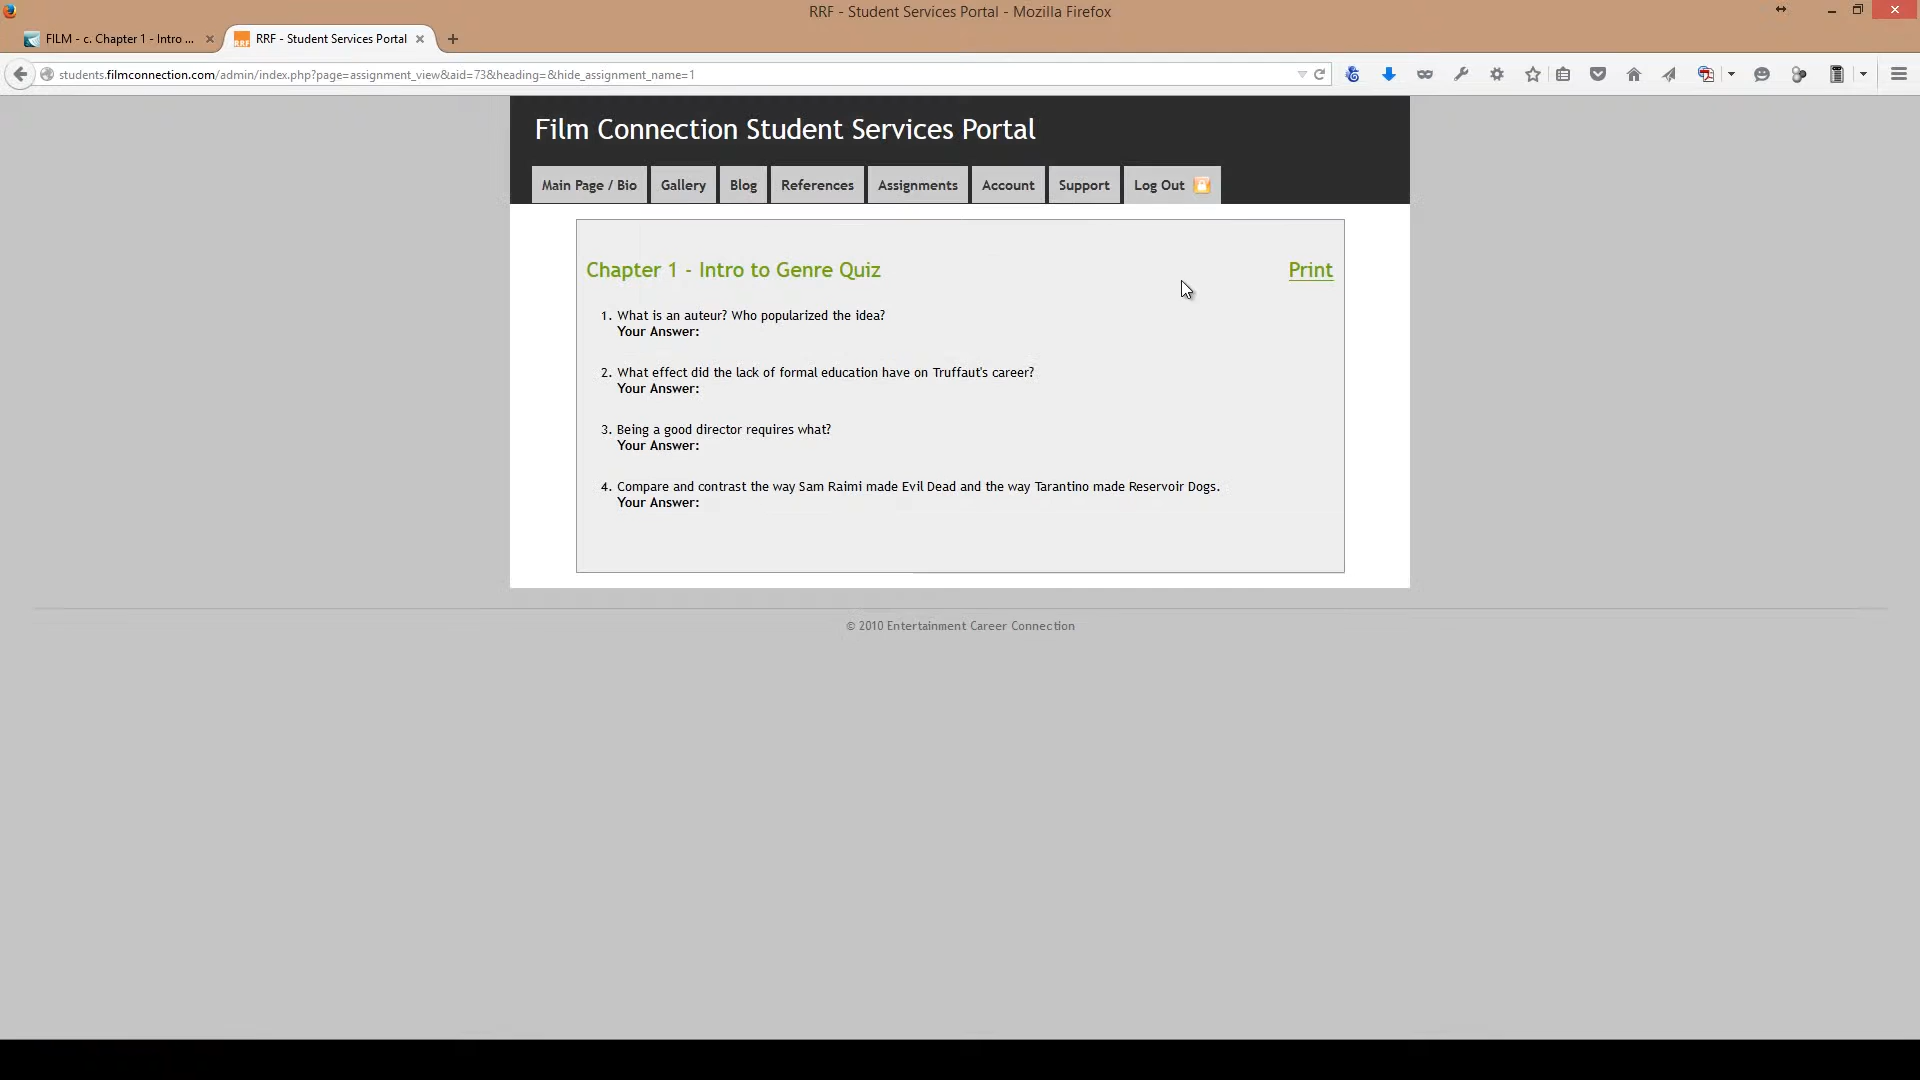 RRF - Student Services Portal - Mozilla Firefox
FILM - c. Chapter 1 - Intro ...
RRF - Student Services Portal
students.filmconnection.com/admin/index.php?page=assignment_view&aid=73&heading=&hide_assignment_name=1
Film Connection Student Services Portal
Main Page / Bio
Gallery
Blog
References
Assignments
Account
Support
Log Out
Chapter 1 - Intro to Genre Quiz
Print
1. What is an auteur? Who popularized the idea?
Your Answer:
2. What effect did the lack of formal education have on Truffaut's career?
Your Answer:
3. Being a good director requires what?
Your Answer:
4. Compare and contrast the way Sam Raimi made Evil Dead and the way Tarantino made Reservoir Dogs.
Your Answer:
© 2010 Entertainment Career Connection